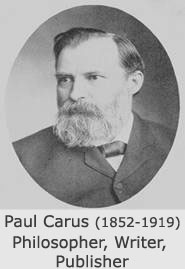 Paul Carus (1852-1919)
Philosopher, Writer,
Publisher